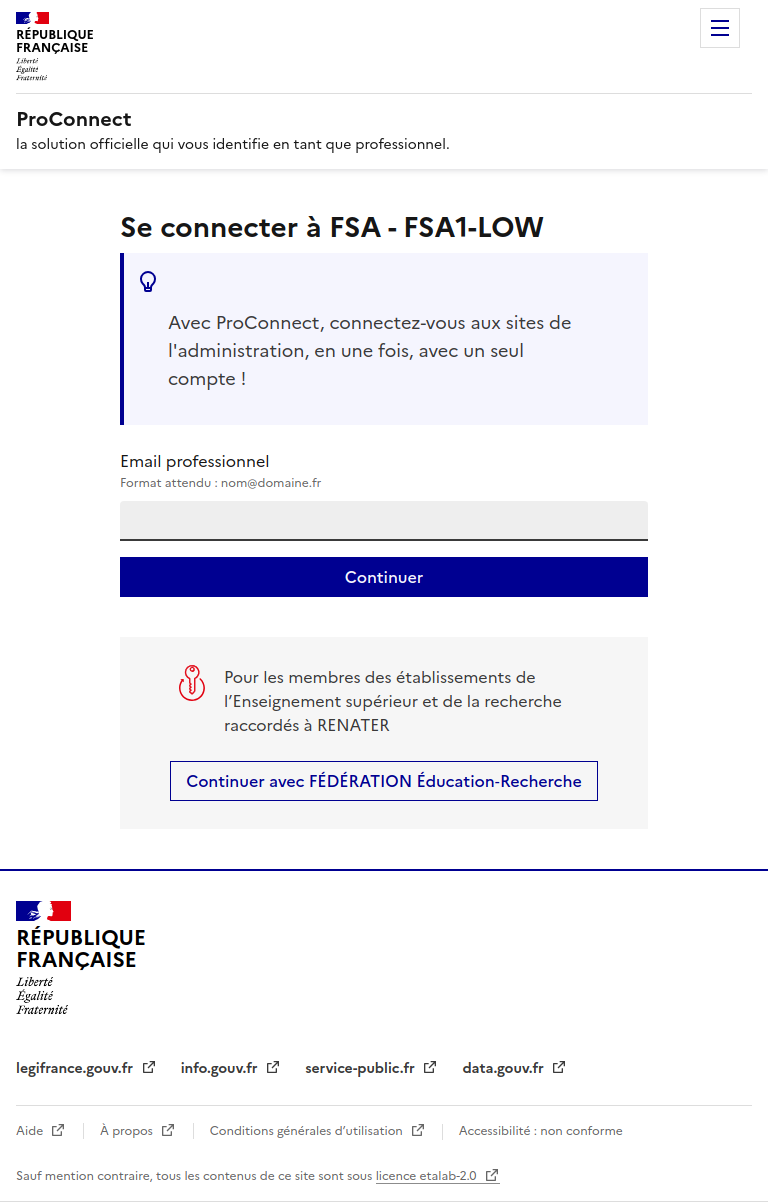 RÉPUBLIQUE
FRANÇAISE
Liberté
Égalité
Fraternité
ProConnect
la solution officielle qui vous identifie en tant que professionnel.
Se connecter à FSA - FSA1-LOW
Avec ProConnect, connectez-vous aux sites de
l'administration, en une fois, avec un seul
compte !
Email professionnel
Format attendu : nom@domaine.fr
Continuer
Pour les membres des établissements de
l’Enseignement supérieur et de la recherche
raccordés à RENATER
Continuer avec FÉDÉRATION Éducation-Recherche
RÉPUBLIQUE
FRANÇAISE
Liberté
Égalité
Fraternité
legifrance.gouv.fr info.gouv.fr service-public.fr data.gouv.fr
Aide À propos Conditions générales d’utilisation Accessibilité : non conforme
Sauf mention contraire, tous les contenus de ce site sont sous licence etalab-2.0